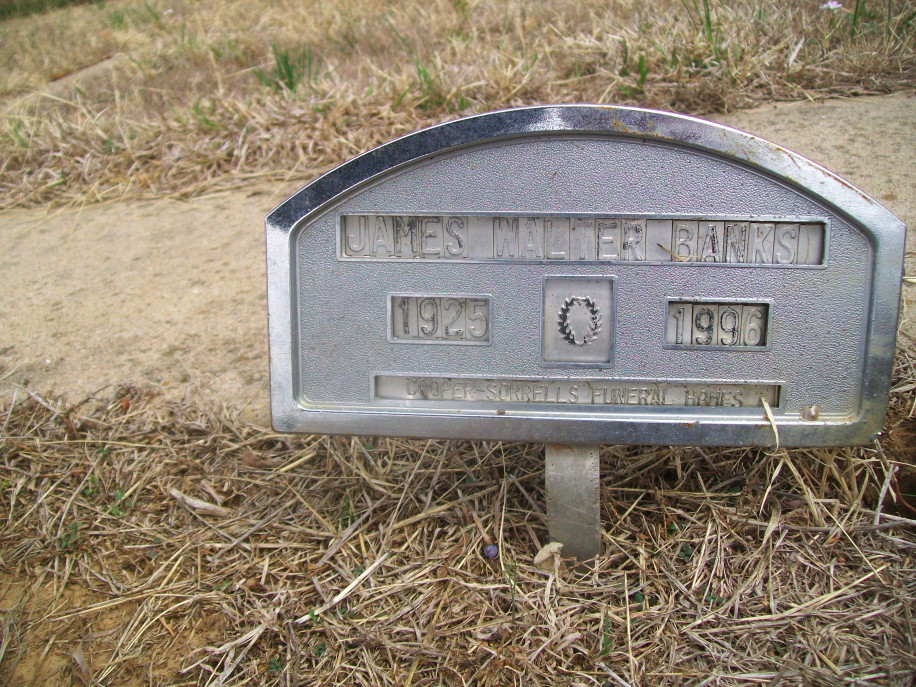 JAMES WALTER BANKS
1925
1996
COOPER-SORRELLS FUNERAL HOMES